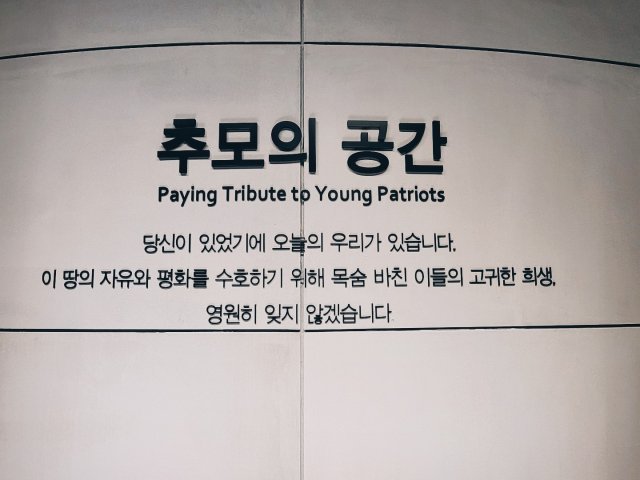 추모의 공간
Paying Tribute to Young Patriots
당신이 있었기에 오늘의 우리가 있습니다.
이 땅의 자유와 평화를 수호하기 위해 목숨 바친 이들의 고귀한 희생,
영원히 잊지 않겠습니다.